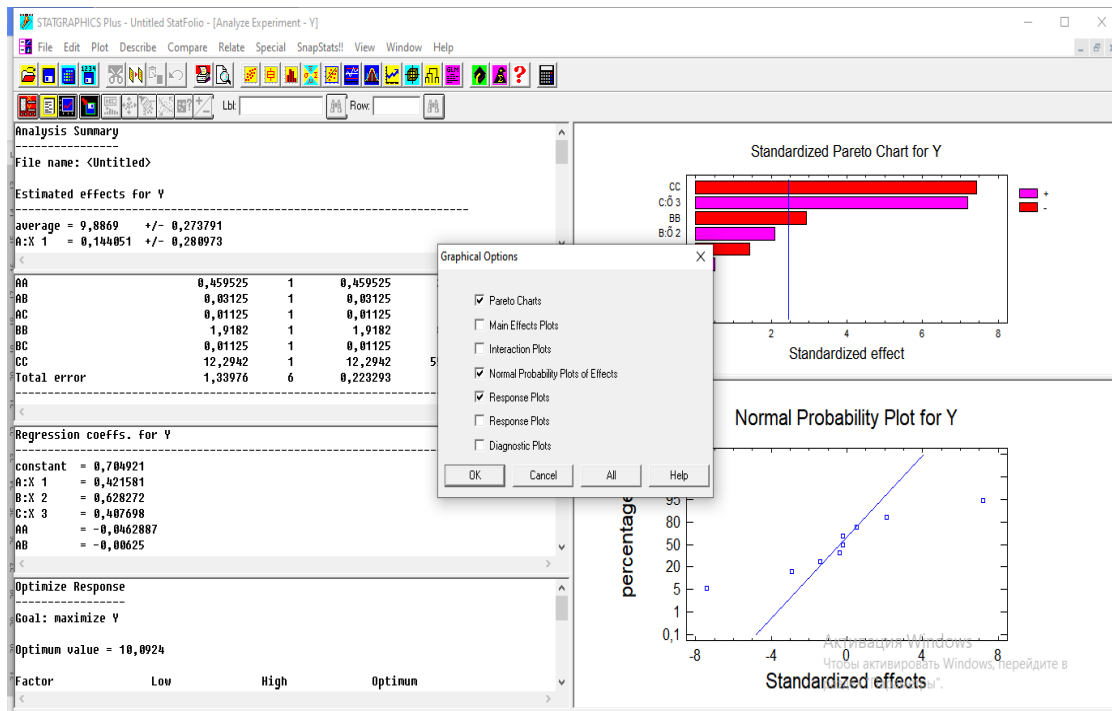 STATGRAPHICS Plus - Untitled StatFolio - [Analyze Experiment - Y]
File Edit Plot Describe Compare Relate Special SnapStats!! View Window Help
Lbl: Row:
Analysis Summary
----------------
File name: <Untitled>
Estimated effects for Y
average = 9,8869 +/- 0,273791
A:X 1 = 0,144051 +/- 0,280973
AA 0,459525 1 0,459525
AB 0,03125 1 0,03125
AC 0,01125 1 0,01125
BB 1,9182 1 1,9182
BC 0,01125 1 0,01125
CC 12,2942 1 12,2942
Total error 1,33976 6 0,223293
Regression coeffs. for Y
constant = 0,704921
A:X 1 = 0,421581
B:X 2 = 0,628272
C:X 3 = 0,407698
AA = -0,0462887
AB = -0,00625
Optimize Response
-----------------
Goal: maximize Y
Optimum value = 10,0924
Factor Low High Optimum
Graphical Options
Pareto Charts
Main Effects Plots
Interaction Plots
Normal Probability Plots of Effects
Response Plots
Response Plots
Diagnostic Plots
OK Cancel All Help
Standardized Pareto Chart for Y
CC
C:Õ 3
BB
B:Õ 2
+
-
2 4 6 8
Standardized effect
Normal Probability Plot for Y
percentage
95
80
50
20
5
1
0,1
-8 -4 0 4 8
Standardized effects
Активация Windows
Чтобы активировать Windows, перейдите в